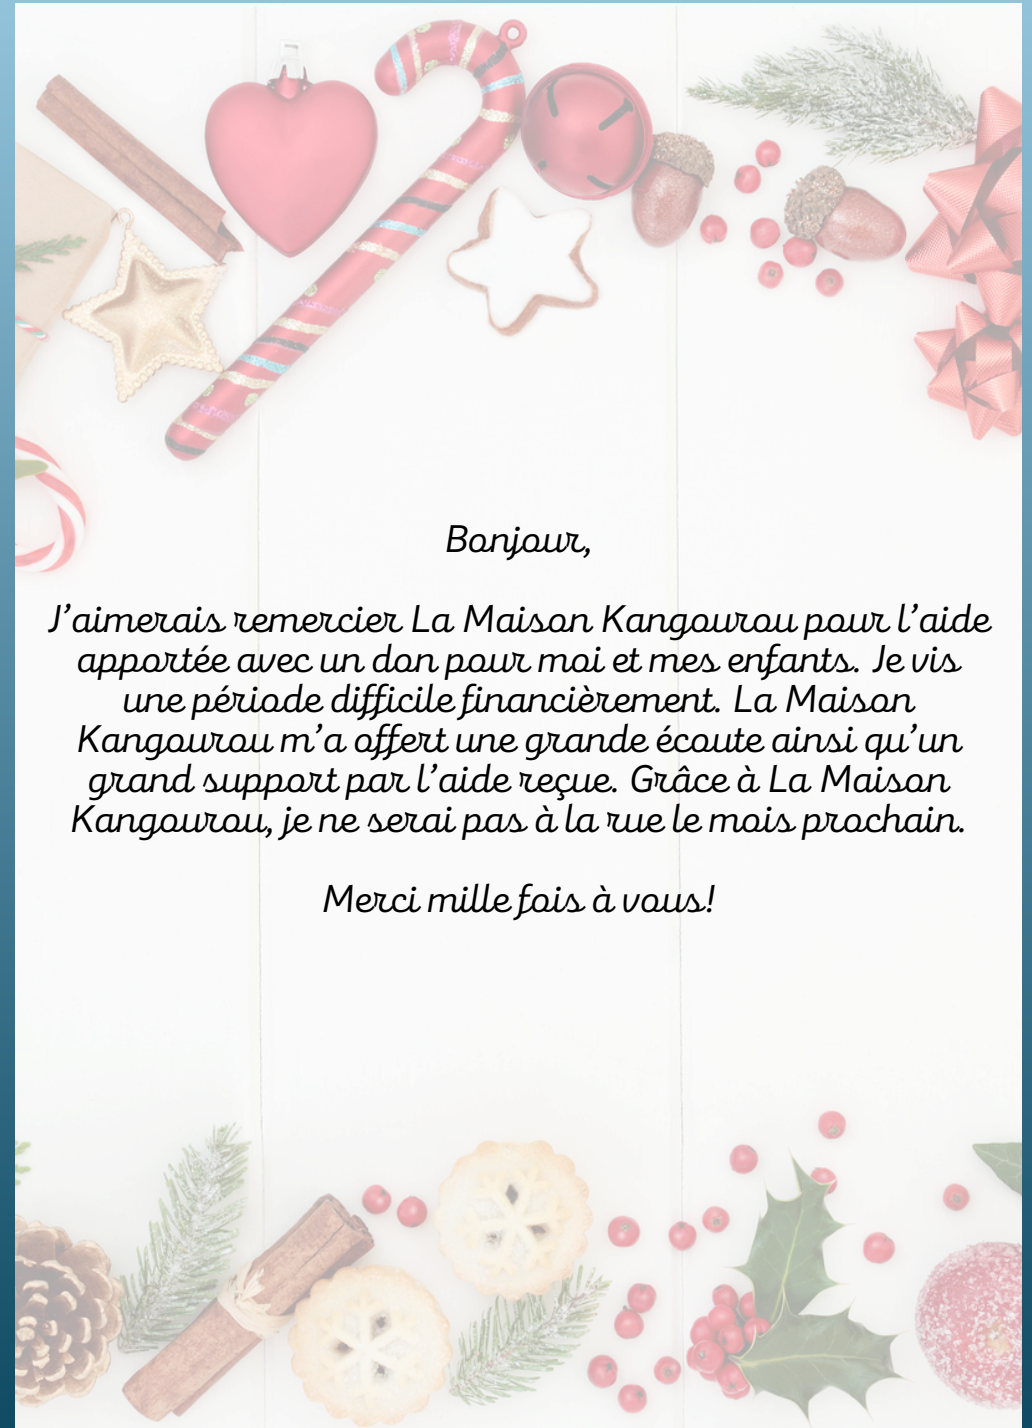 Bonjour,
J'aimerais remercier La Maison Kangourou pour l'aide
apportée avec un don pour moi et mes enfants. Je vis
une période difficile financièrement. La Maison
Kangourou m'a offert une grande écoute ainsi qu'un
grand support par l'aide reçue. Grâce à La Maison
Kangourou, je ne serai pas à la rue le mois prochain.
Merci mille fois à vous!